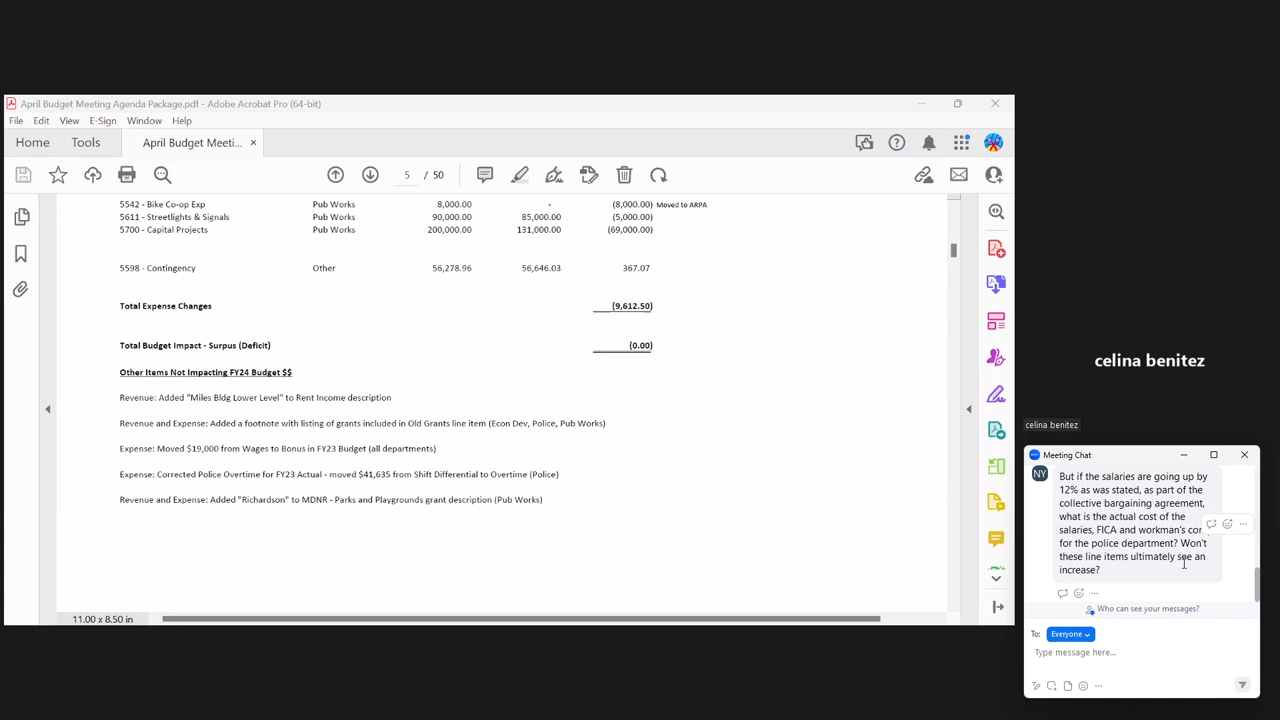 April Budget Meeting Agenda Package.pdf - Adobe Acrobat Pro (64-bit)
File Edit View E-Sign Window Help
Home Tools April Budget Meeti... ×
5 / 50
5542 - Bike Co-op Exp Pub Works 8,000.00 - (8,000.00) Moved to ARPA
5611 - Streetlights & Signals Pub Works 90,000.00 85,000.00 (5,000.00)
5700 - Capital Projects Pub Works 200,000.00 131,000.00 (69,000.00)
5598 - Contingency Other 56,278.96 56,646.03 367.07
Total Expense Changes (9,612.50)
Total Budget Impact - Surpus (Deficit) (0.00)
Other Items Not Impacting FY24 Budget $$
Revenue: Added "Miles Bldg Lower Level" to Rent Income description
Revenue and Expense: Added a footnote with listing of grants included in Old Grants line item (Econ Dev, Police, Pub Works)
Expense: Moved $19,000 from Wages to Bonus in FY23 Budget (all departments)
Expense: Corrected Police Overtime for FY23 Actual - moved $41,635 from Shift Differential to Overtime (Police)
Revenue and Expense: Added "Richardson" to MDNR - Parks and Playgrounds grant description (Pub Works)
11.00 x 8.50 in
celina benitez
celina benitez
Meeting Chat
NY
But if the salaries are going up by
12% as was stated, as part of the
collective bargaining agreement,
what is the actual cost of the
salaries, FICA and workman's
for the police department? Won't
these line items ultimately see an
increase?
Who can see your messages?
To: Everyone
Type message here...